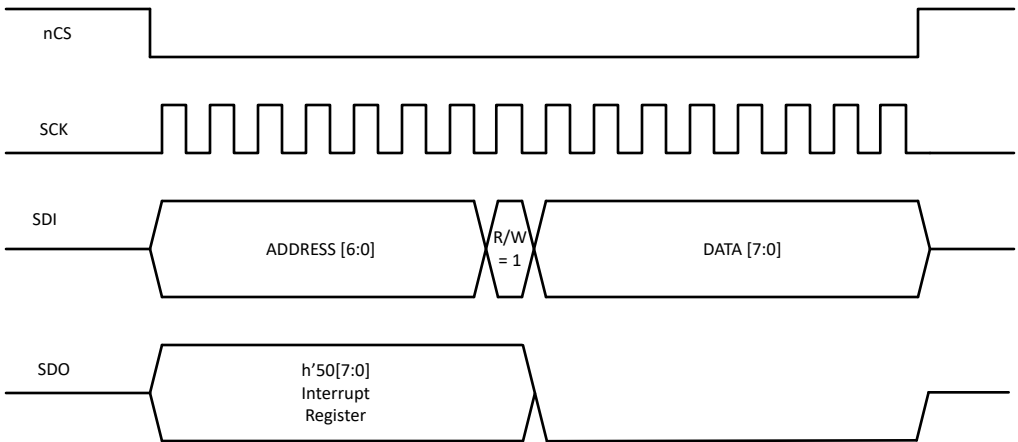 nCS
SCK
SDI
ADDRESS [6:0]
R/W
= 1
DATA [7:0]
SDO
h’50[7:0]
Interrupt
Register